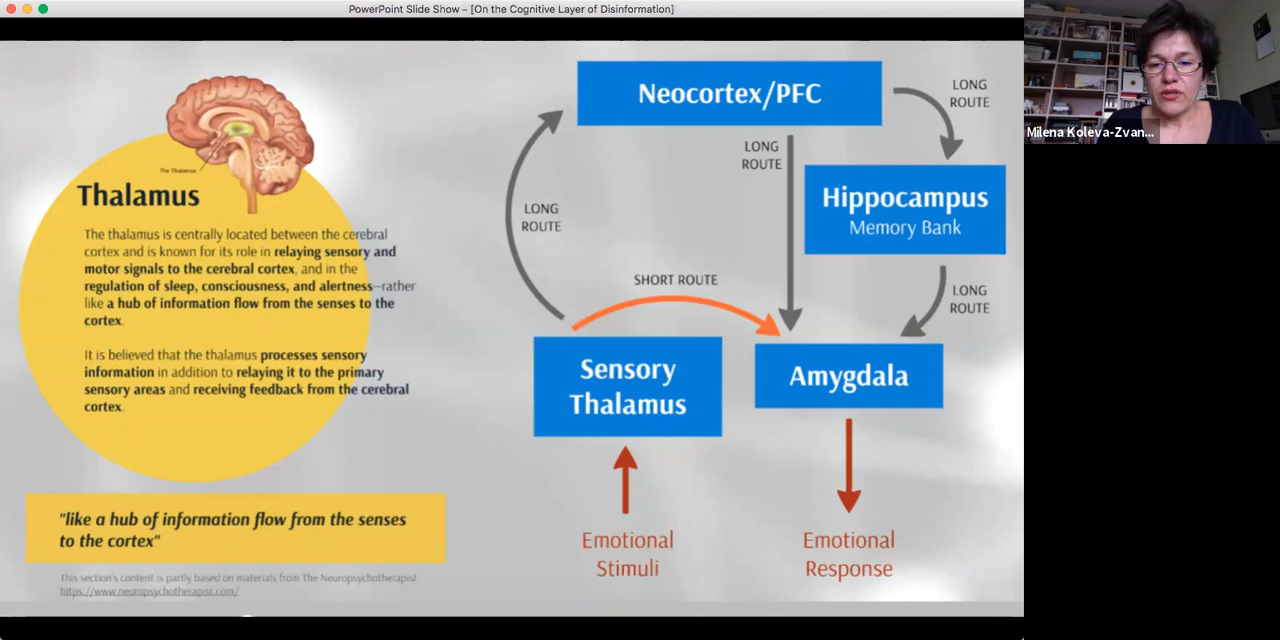 PowerPoint Slide Show – [On the Cognitive Layer of Disinformation]
The Thalamus
Thalamus
The thalamus is centrally located between the cerebral
cortex and is known for its role in relaying sensory and
motor signals to the cerebral cortex, and in the
regulation of sleep, consciousness, and alertness—rather
like a hub of information flow from the senses to the
cortex.
It is believed that the thalamus processes sensory
information in addition to relaying it to the primary
sensory areas and receiving feedback from the cerebral
cortex.
"like a hub of information flow from the senses
to the cortex"
This section's content is partly based on materials from The Neuropsychotherapist
https://www.neuropsychotherapist.com/
Neocortex/PFC
LONG
ROUTE
LONG
ROUTE
Hippocampus
Memory Bank
LONG
ROUTE
SHORT ROUTE
LONG
ROUTE
Sensory
Thalamus
Amygdala
Emotional
Stimuli
Emotional
Response
Milena Koleva-Zvan...